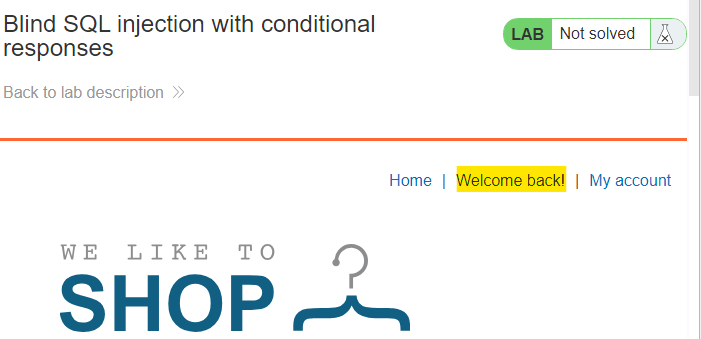 Blind SQL injection with conditional
responses
LAB Not solved
Back to lab description
Home | Welcome back! | My account
WE LIKE TO
SHOP